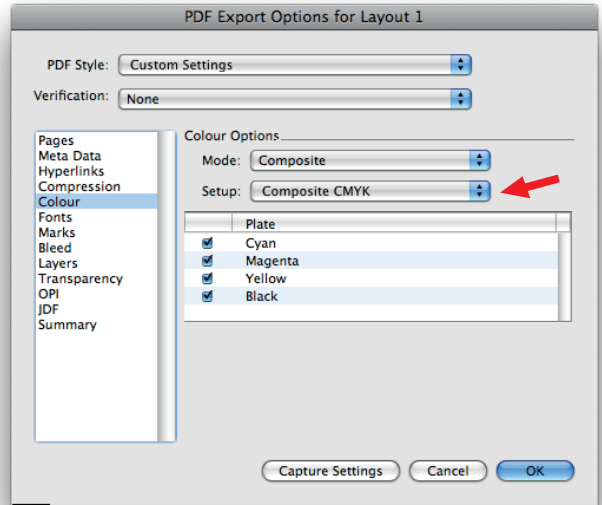 PDF Export Options for Layout 1
PDF Style: Custom Settings
Verification: None
Pages
Meta Data
Hyperlinks
Compression
Colour
Fonts
Marks
Bleed
Layers
Transparency
OPI
JDF
Summary
Colour Options
Mode: Composite
Setup: Composite CMYK
Plate
Cyan
Magenta
Yellow
Black
Capture Settings Cancel OK